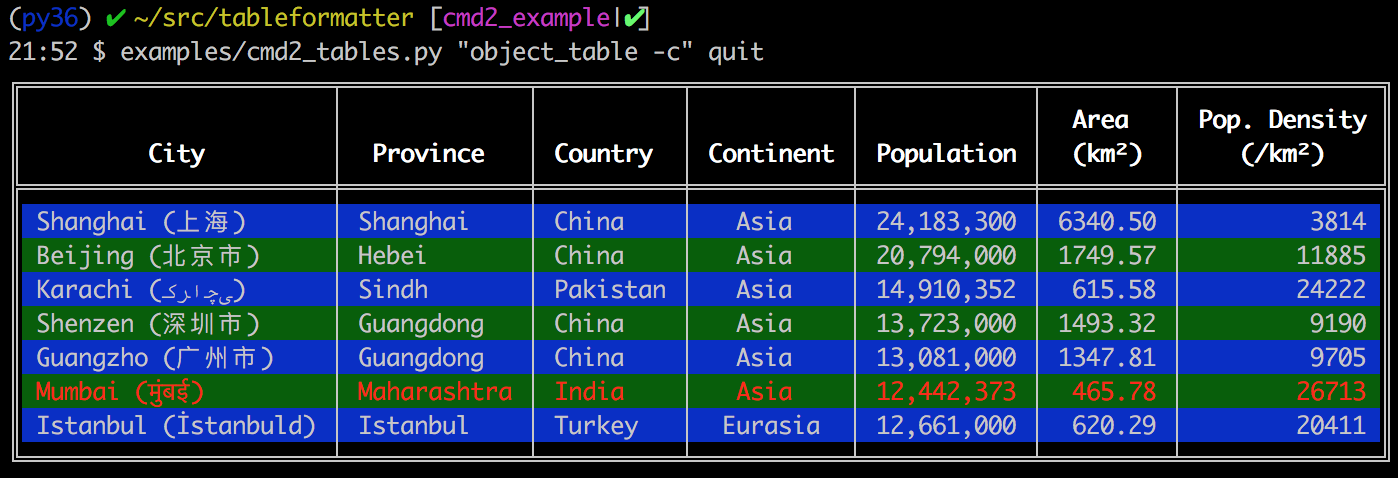 (py36) ✔ ~/src/tableformatter [cmd2_example|✔]
21:52 $ examples/cmd2_tables.py "object_table -c" quit
Area Pop. Density
City Province Country Continent Population (km²) (/km²)
Shanghai (上海) Shanghai China Asia 24,183,300 6340.50 3814
Beijing (北京市) Hebei China Asia 20,794,000 1749.57 11885
Karachi (کراچی) Sindh Pakistan Asia 14,910,352 615.58 24222
Shenzen (深圳市) Guangdong China Asia 13,723,000 1493.32 9190
Guangzho (广州市) Guangdong China Asia 13,081,000 1347.81 9705
Mumbai (मुंबई) Maharashtra India Asia 12,442,373 465.78 26713
Istanbul (İstanbuld) Istanbul Turkey Eurasia 12,661,000 620.29 20411